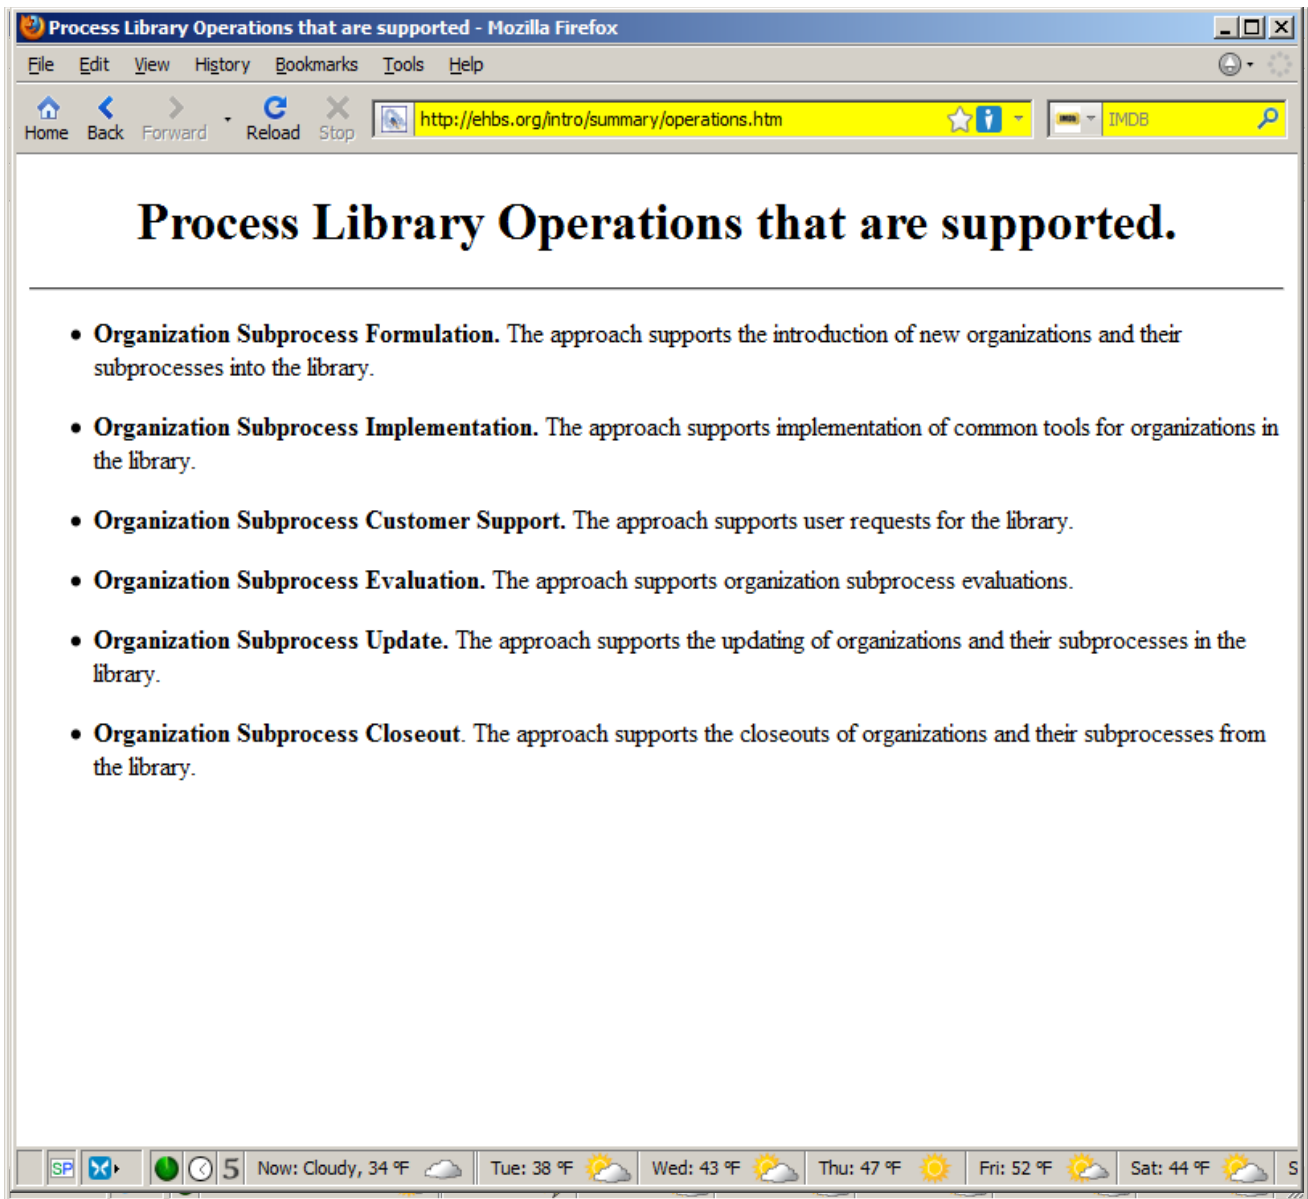 Process Library Operations that are supported - Mozilla Firefox
File Edit View History Bookmarks Tools Help
Home Back Forward Reload Stop http://ehbs.org/intro/summary/operations.htm IMDB
Process Library Operations that are supported.
• Organization Subprocess Formulation. The approach supports the introduction of new organizations and their
subprocesses into the library.
• Organization Subprocess Implementation. The approach supports implementation of common tools for organizations in
the library.
• Organization Subprocess Customer Support. The approach supports user requests for the library.
• Organization Subprocess Evaluation. The approach supports organization subprocess evaluations.
• Organization Subprocess Update. The approach supports the updating of organizations and their subprocesses in the
library.
• Organization Subprocess Closeout. The approach supports the closeouts of organizations and their subprocesses from
the library.
SP 5 Now: Cloudy, 34 °F Tue: 38 °F Wed: 43 °F Thu: 47 °F Fri: 52 °F Sat: 44 °F S